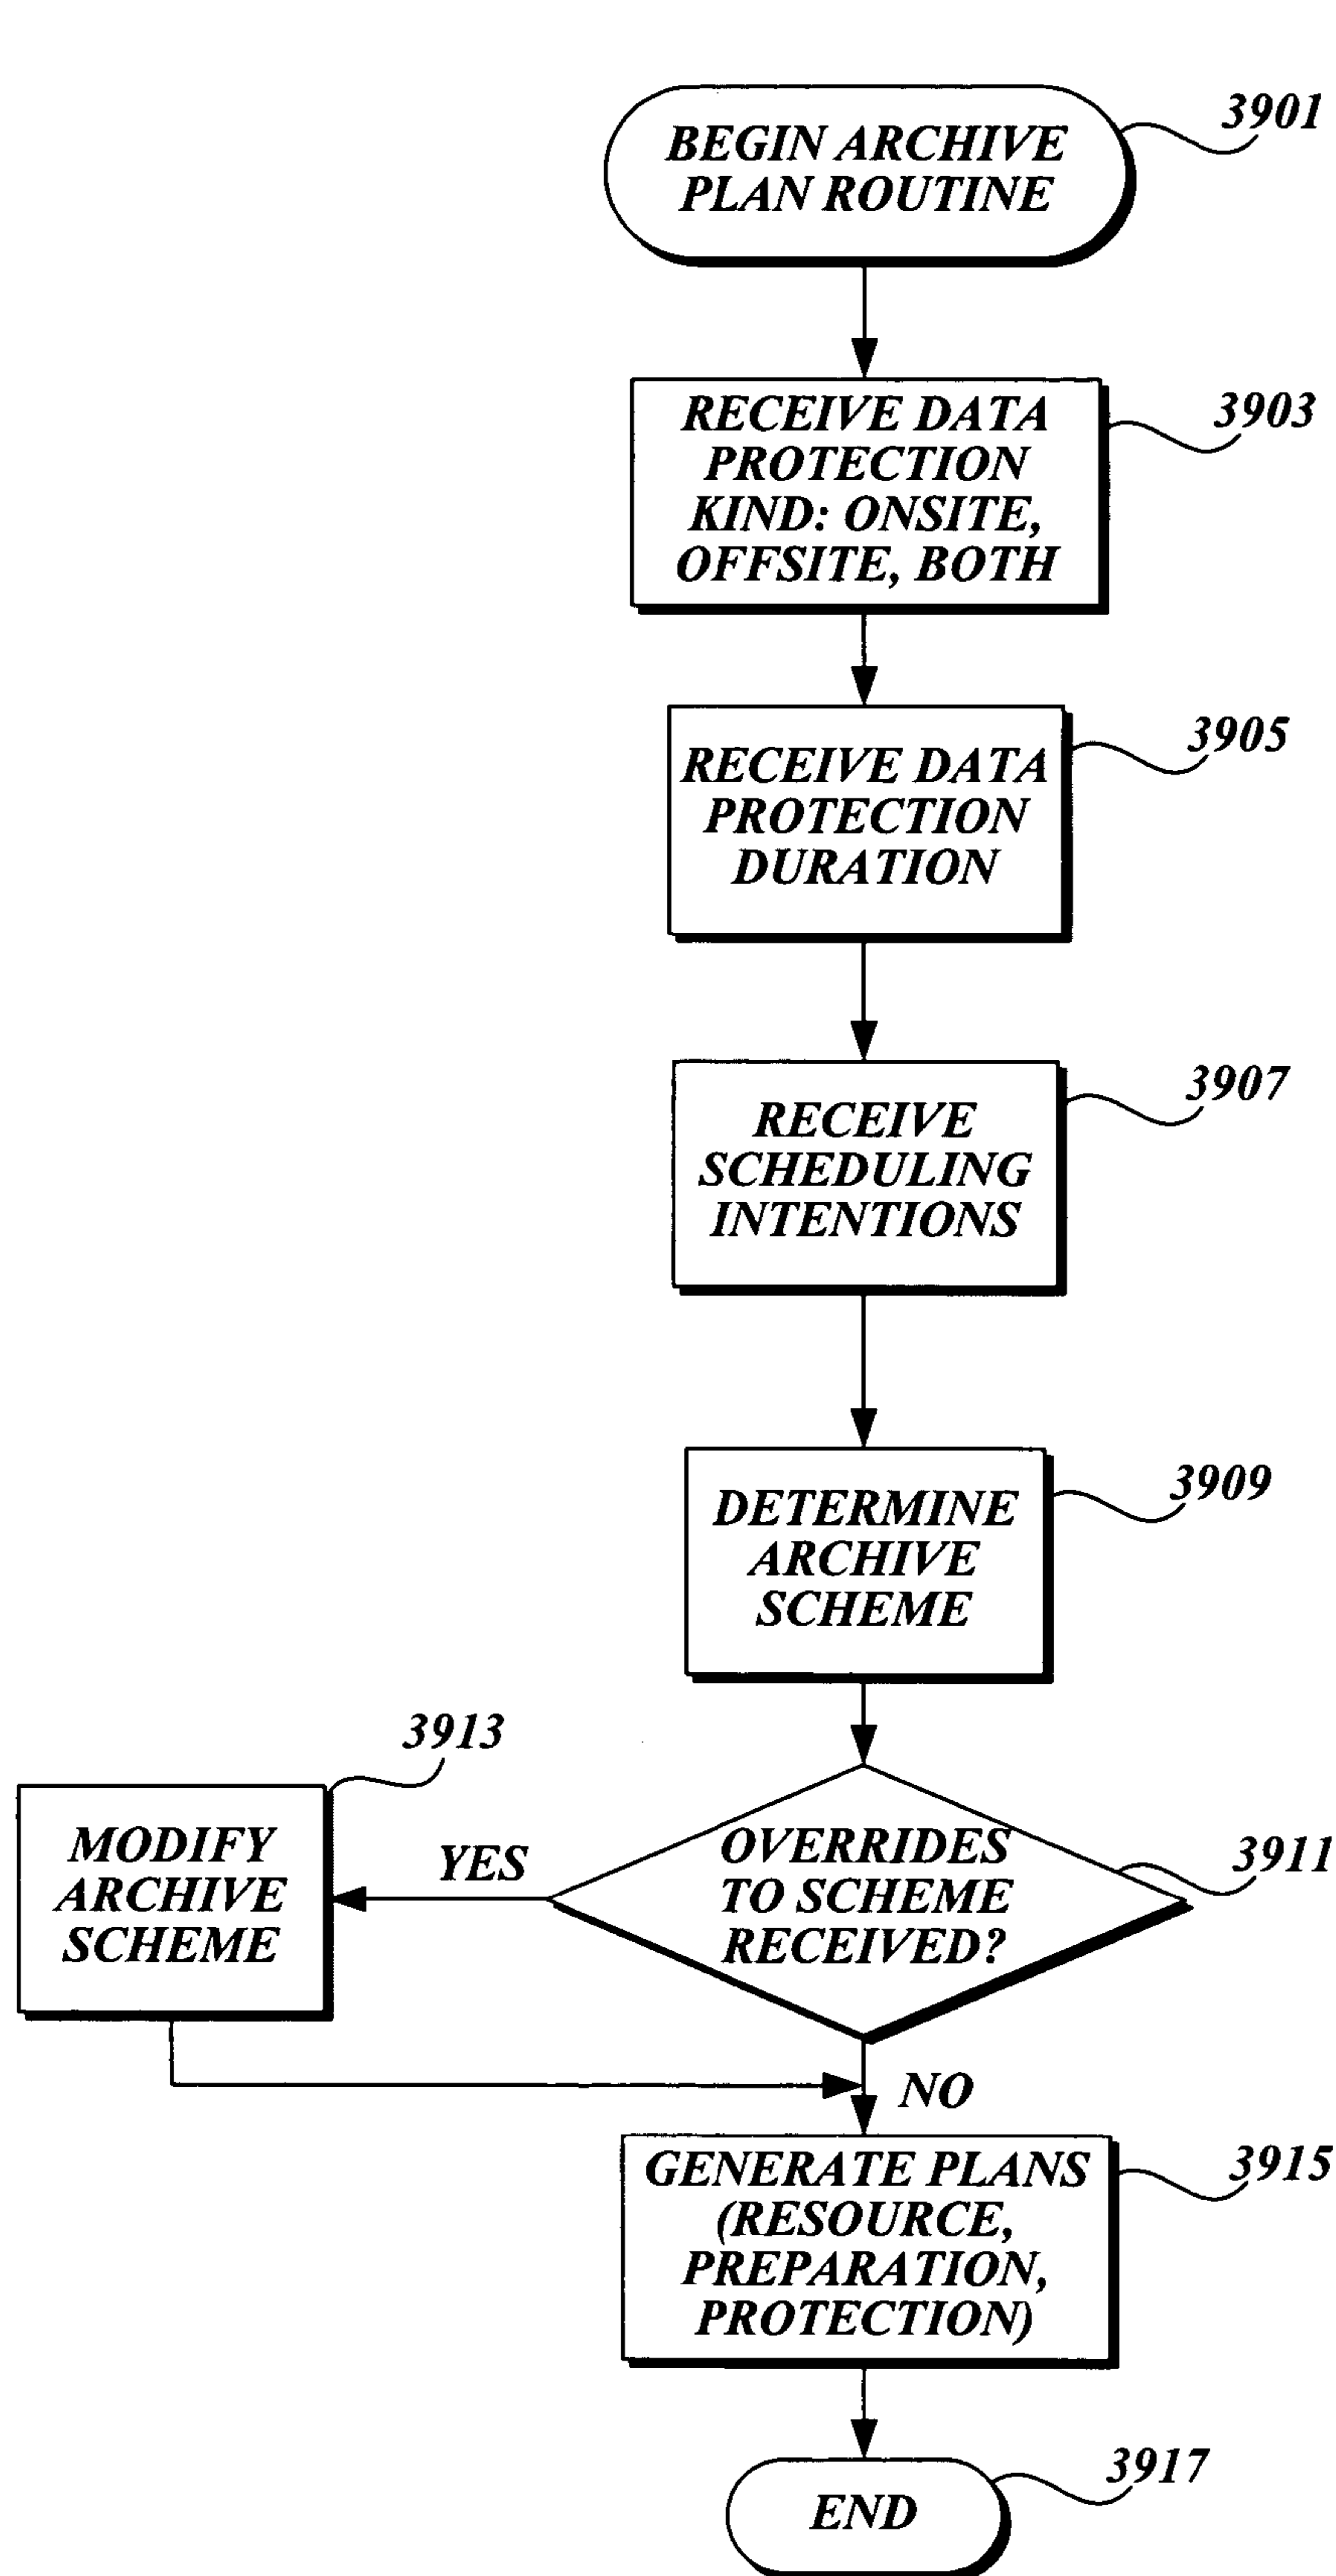 BEGIN ARCHIVE
PLAN ROUTINE
3901
RECEIVE DATA
PROTECTION
KIND: ONSITE,
OFFSITE, BOTH
3903
RECEIVE DATA
PROTECTION
DURATION
3905
RECEIVE
SCHEDULING
INTENTIONS
3907
DETERMINE
ARCHIVE
SCHEME
3909
OVERRIDES
TO SCHEME
RECEIVED?
3911
YES
MODIFY
ARCHIVE
SCHEME
3913
NO
GENERATE PLANS
(RESOURCE,
PREPARATION,
PROTECTION)
3915
END
3917